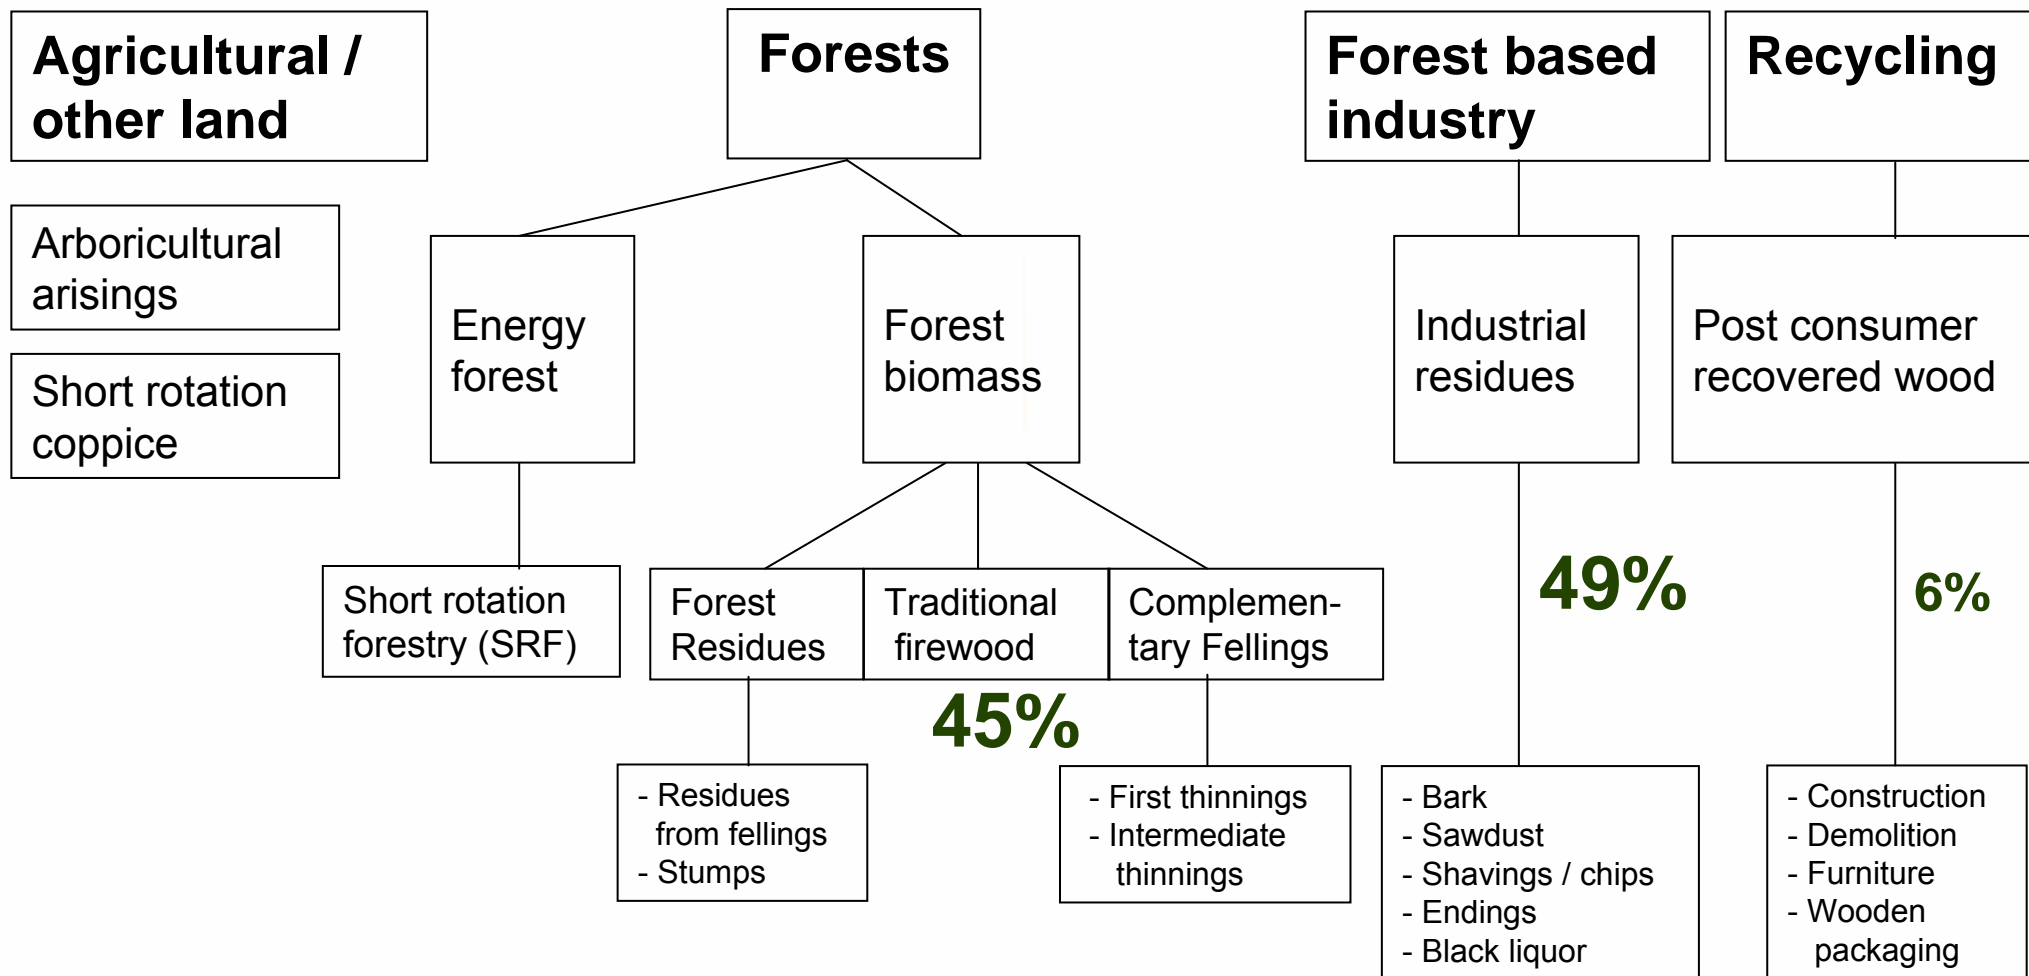 Agricultural /
other land
Forests
Forest based
industry
Recycling
Arboricultural
arisings
Short rotation
coppice
Energy
forest
Forest
biomass
Industrial
residues
Post consumer
recovered wood
Short rotation
forestry (SRF)
Forest
Residues
Traditional
firewood
Complemen-
tary Fellings
45%
49%
6%
- Residues
from fellings
- Stumps
- First thinnings
- Intermediate
thinnings
- Bark
- Sawdust
- Shavings / chips
- Endings
- Black liquor
- Construction
- Demolition
- Furniture
- Wooden
packaging